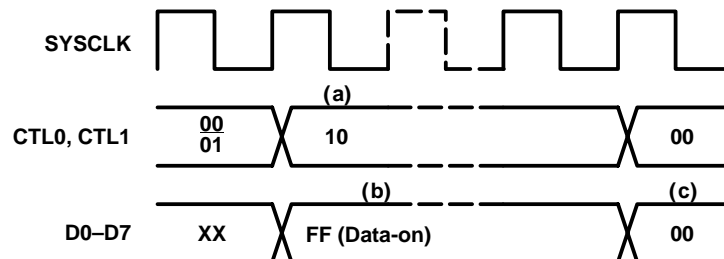 SYSCLK
(a)
CTL0, CTL1
00
01
10
00
(b)
(c)
D0–D7
XX
FF (Data-on)
00